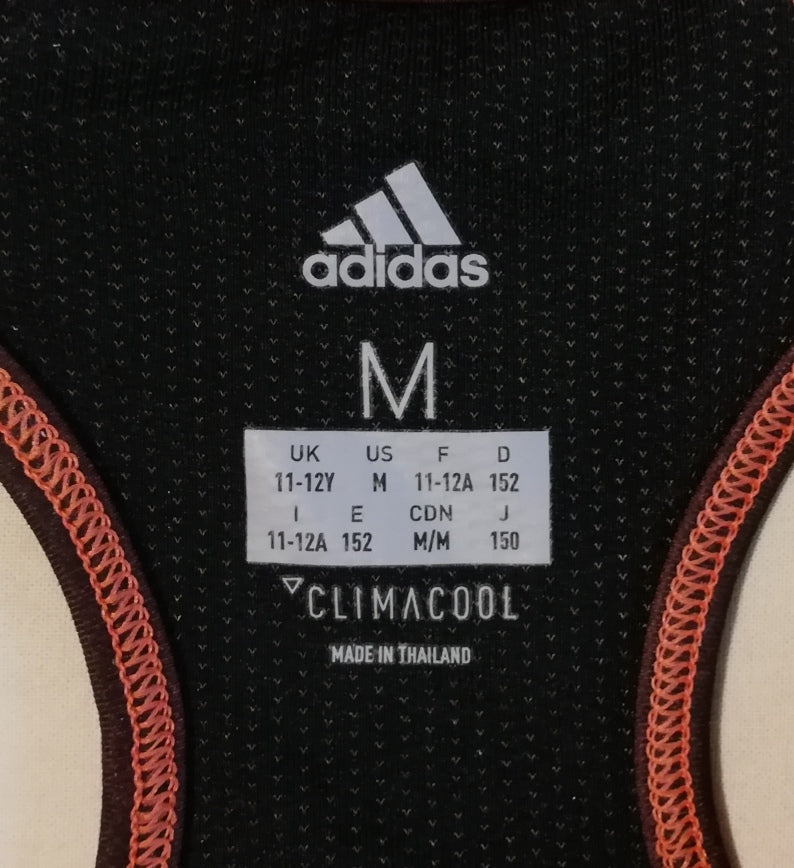 adidas
M
UK US F D
11-12Y M 11-12A 152
I E CDN J
11-12A 152 M/M 150
CLIMACOOL
MADE IN THAILAND